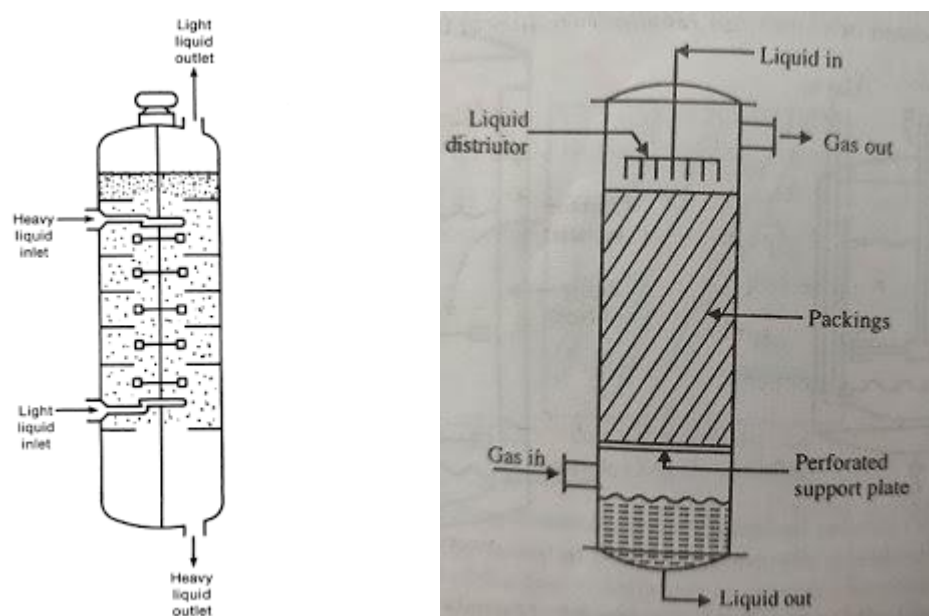 Light
liquid
outlet
Heavy
liquid
inlet
Light
liquid
inlet
Heavy
liquid
outlet
Liquid in
Liquid
distriutor
Gas out
Packings
Gas in
Perforated
support plate
Liquid out